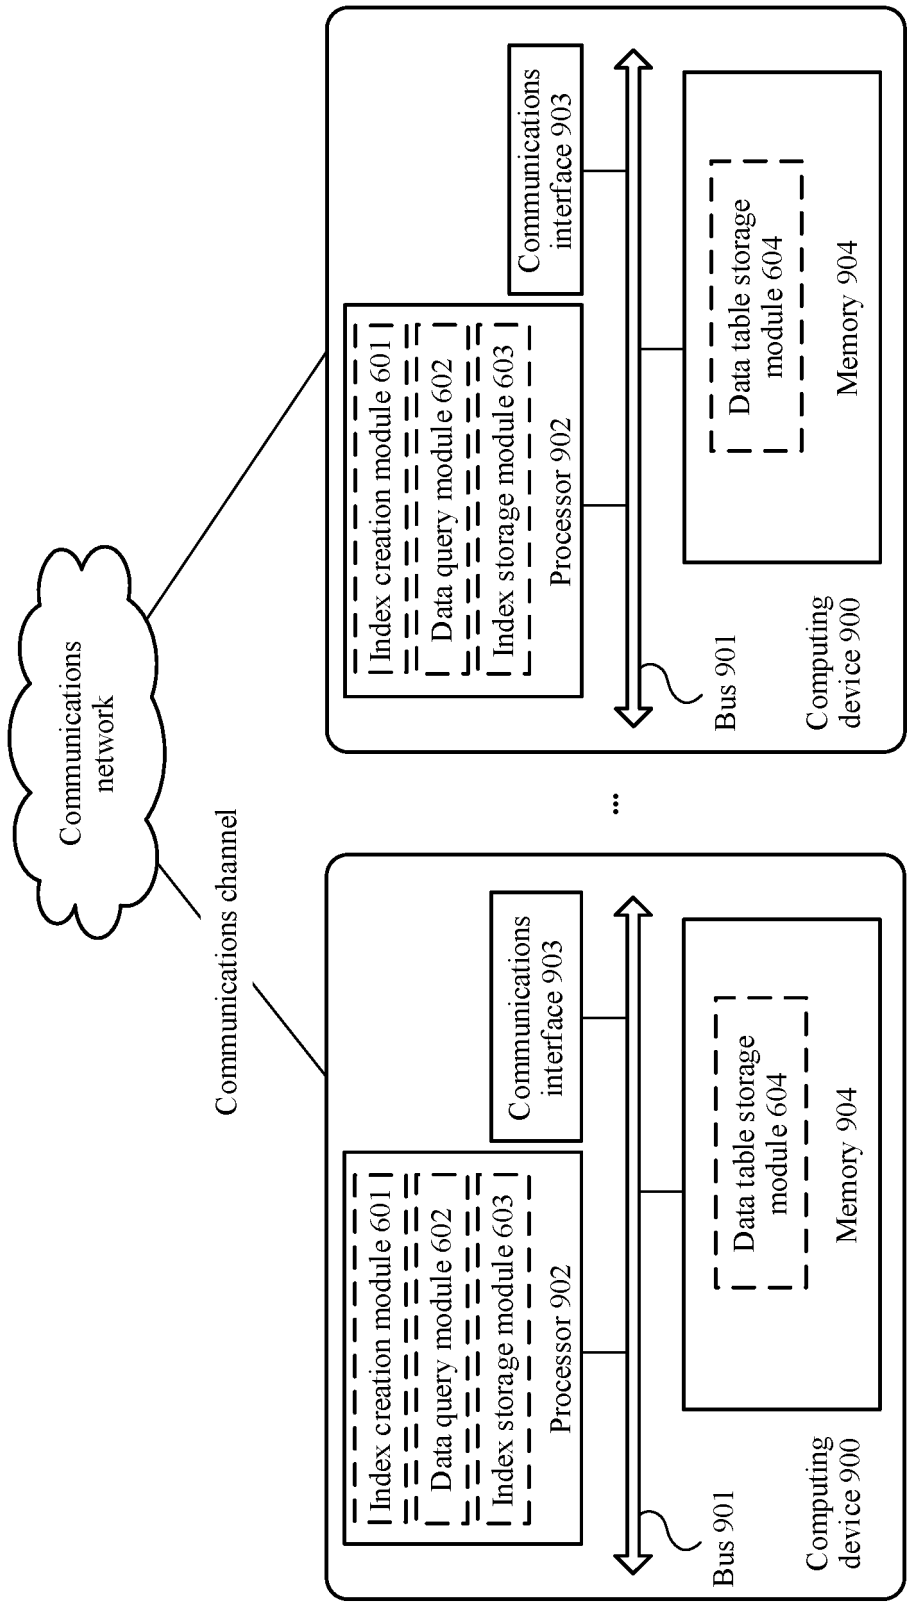 Communications
network
Communications channel
Index creation module 601
Data query module 602
Index storage module 603
Processor 902
Communications
interface 903
Bus 901
Data table storage
module 604
Memory 904
Computing
device 900
...
Index creation module 601
Data query module 602
Index storage module 603
Processor 902
Communications
interface 903
Bus 901
Data table storage
module 604
Memory 904
Computing
device 900